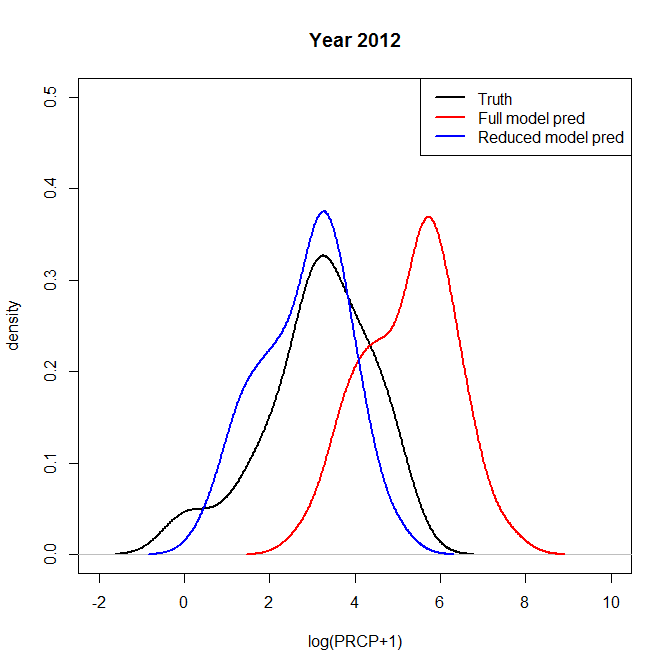 Year 2012
Truth
Full model pred
Reduced model pred
0.5
0.4
0.3
0.2
0.1
0.0
density
-2 0 2 4 6 8 10
log(PRCP+1)